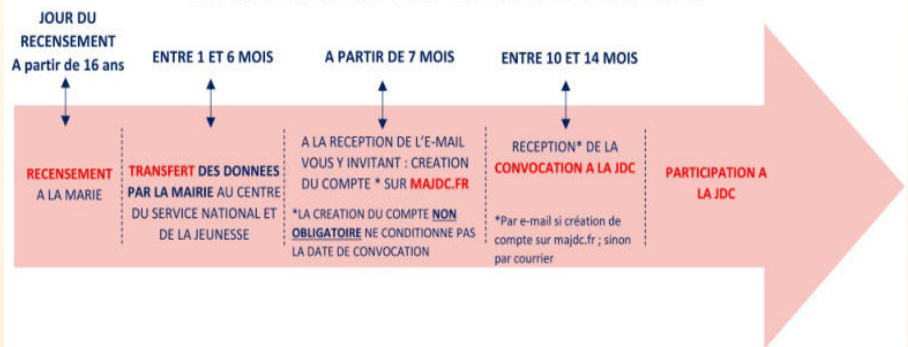 JOUR DU
RECENSEMENT
A partir de 16 ans
ENTRE 1 ET 6 MOIS
A PARTIR DE 7 MOIS
ENTRE 10 ET 14 MOIS
RECENSEMENT
A LA MARIE
TRANSFERT DES DONNEES
PAR LA MAIRIE AU CENTRE
DU SERVICE NATIONAL ET
DE LA JEUNESSE
A LA RECEPTION DE L'E-MAIL
VOUS Y INVITANT : CREATION
DU COMPTE * SUR MAJDC.FR
*LA CREATION DU COMPTE NON
OBLIGATOIRE NE CONDITIONNE PAS
LA DATE DE CONVOCATION
RECEPTION* DE LA
CONVOCATION A LA JDC
*Par e-mail si création de
compte sur majdc.fr ; sinon
par courrier
PARTICIPATION A
LA JDC